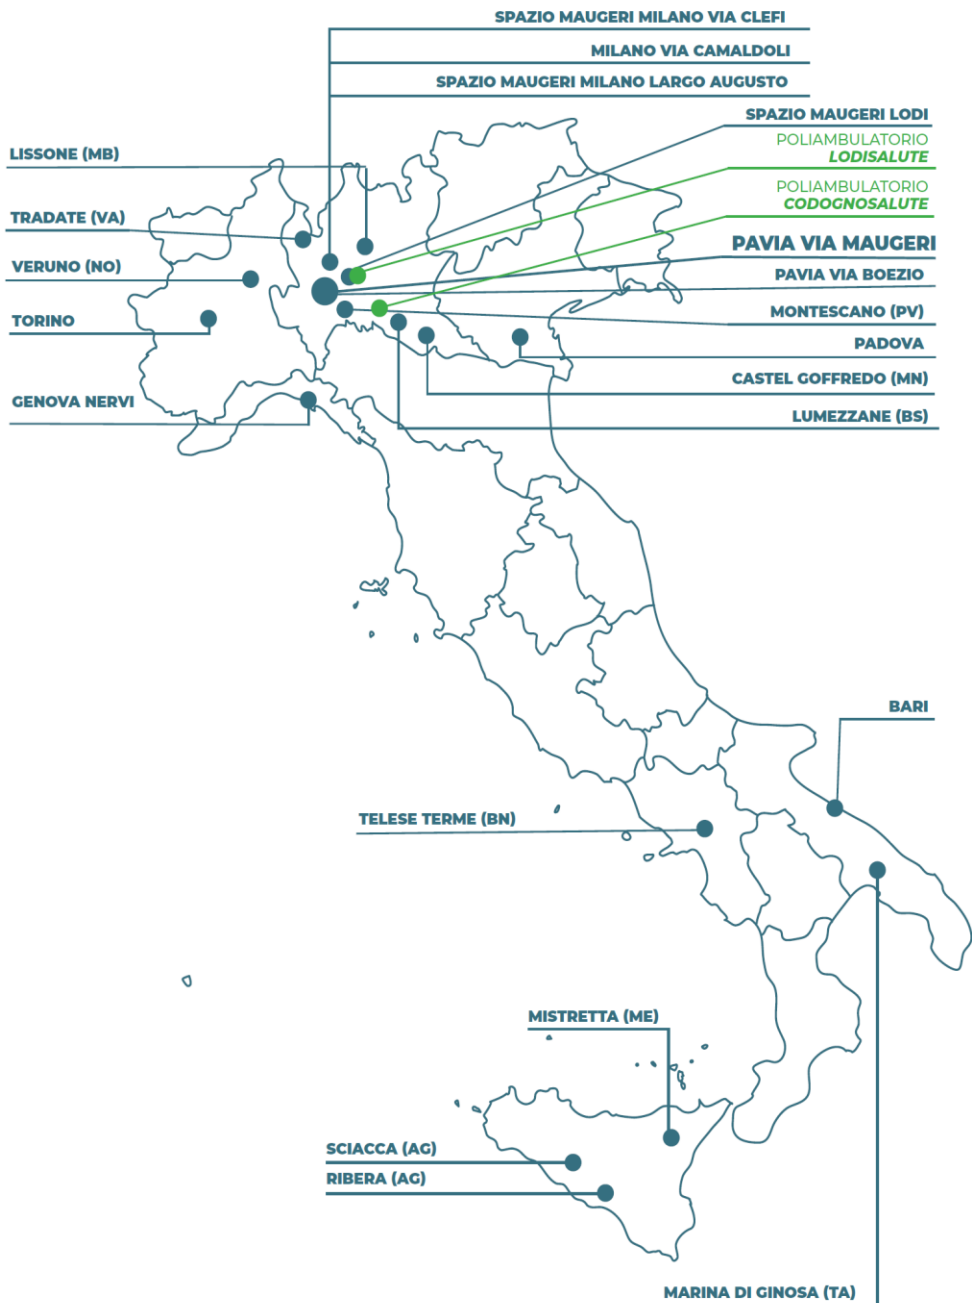 SPAZIO MAUGERI MILANO VIA CLEFI
MILANO VIA CAMALDOLI
SPAZIO MAUGERI MILANO LARGO AUGUSTO
SPAZIO MAUGERI LODI
POLIAMBULATORIO
LODISALUTE
POLIAMBULATORIO
CODOGNOSALUTE
PAVIA VIA MAUGERI
PAVIA VIA BOEZIO
MONTESCANO (PV)
PADOVA
CASTEL GOFFREDO (MN)
LUMEZZANE (BS)
LISSONE (MB)
TRADATE (VA)
VERUNO (NO)
TORINO
GENOVA NERVI
BARI
TELESE TERME (BN)
MISTRETTA (ME)
SCIACCA (AG)
RIBERA (AG)
MARINA DI GINOSA (TA)